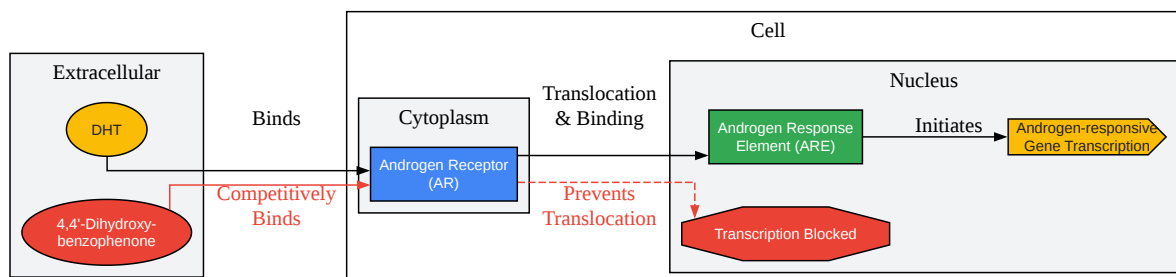 Cell
Extracellular
Nucleus
DHT
Binds
Cytoplasm
Translocation
& Binding
Androgen Response
Element (ARE)
Initiates
Androgen-responsive
Gene Transcription
Androgen Receptor
(AR)
4,4'-Dihydroxy-
benzophenone
Competitively
Binds
Prevents
Translocation
Transcription Blocked